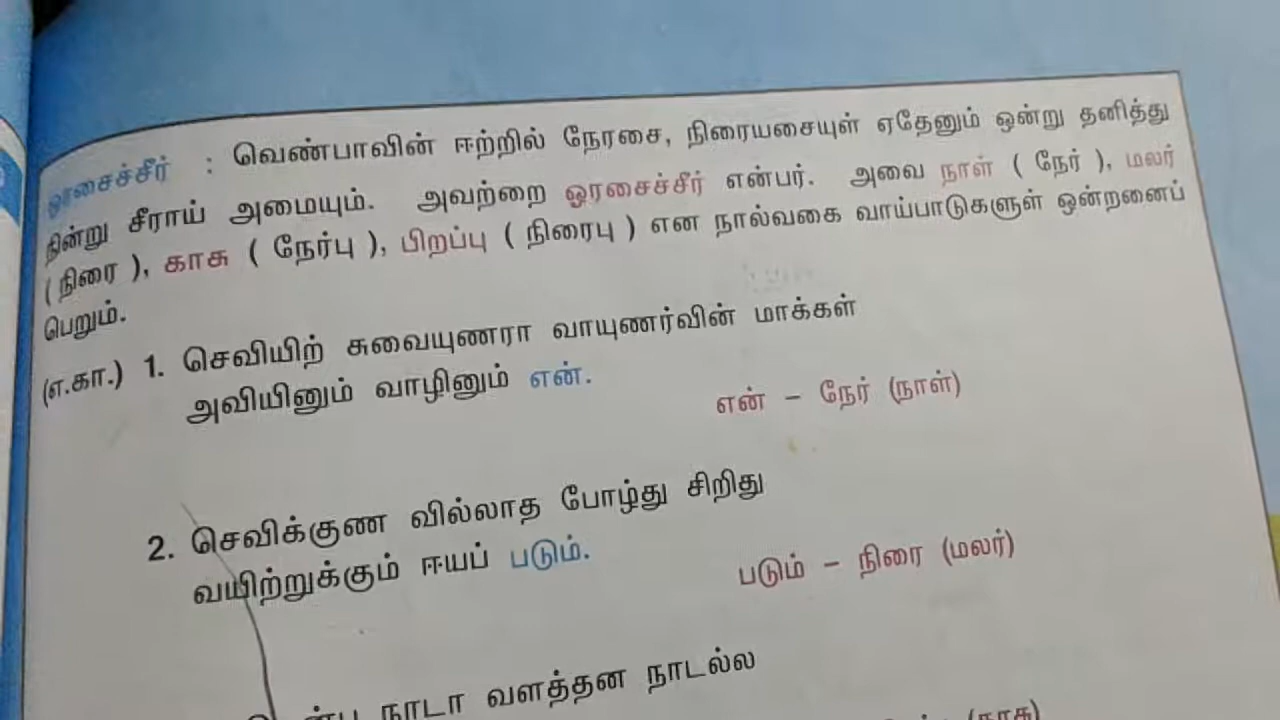 ஓரசைச்சீர் : வெண்பாவின் ஈற்றில் நேரசை, நிரையசையுள் ஏதேனும் ஒன்று தனித்து
நின்று சீராய் அமையும். அவற்றை ஓரசைச்சீர் என்பர். அவை நாள் ( நேர் ), மலர்
( நிரை ), காசு ( நேர்பு ), பிறப்பு ( நிரைபு ) என நால்வகை வாய்பாடுகளுள் ஒன்றனைப்
பெறும்.
(எ.கா.) 1. செவியிற் சுவையுணரா வாயுணர்வின் மாக்கள்
அவியினும் வாழினும் என்.
என் – நேர் (நாள்)
2. செவிக்குண வில்லாத போழ்து சிறிது
வயிற்றுக்கும் ஈயப் படும்.
படும் – நிரை (மலர்)
நாடா வளத்தன நாடல்ல
(காசு)